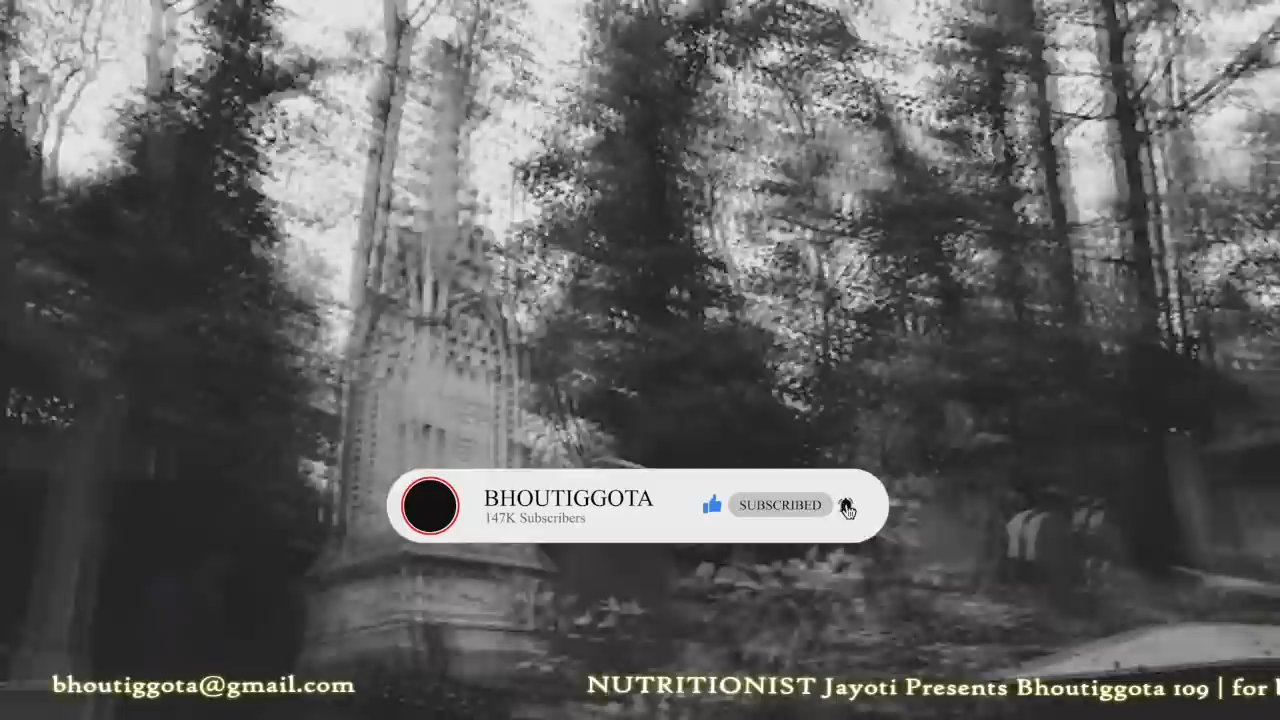 BHOUTIGGOTA
147K Subscribers
SUBSCRIBED
bhoutiggota@gmail.com
NUTRITIONIST Jayoti Presents Bhoutiggota 109 | for